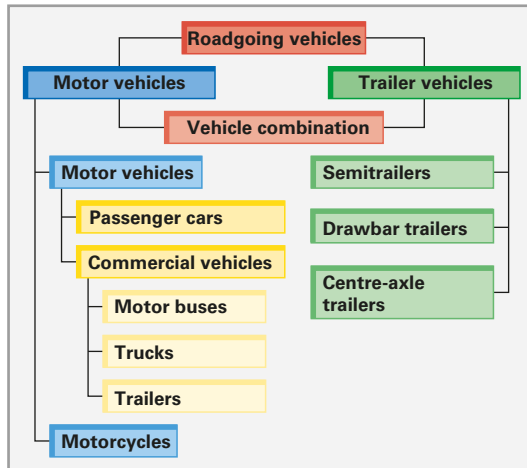 Roadgoing vehicles
Motor vehicles
Trailer vehicles
Vehicle combination
Motor vehicles
Passenger cars
Commercial vehicles
Motor buses
Trucks
Trailers
Motorcycles
Semitrailers
Drawbar trailers
Centre-axle
trailers